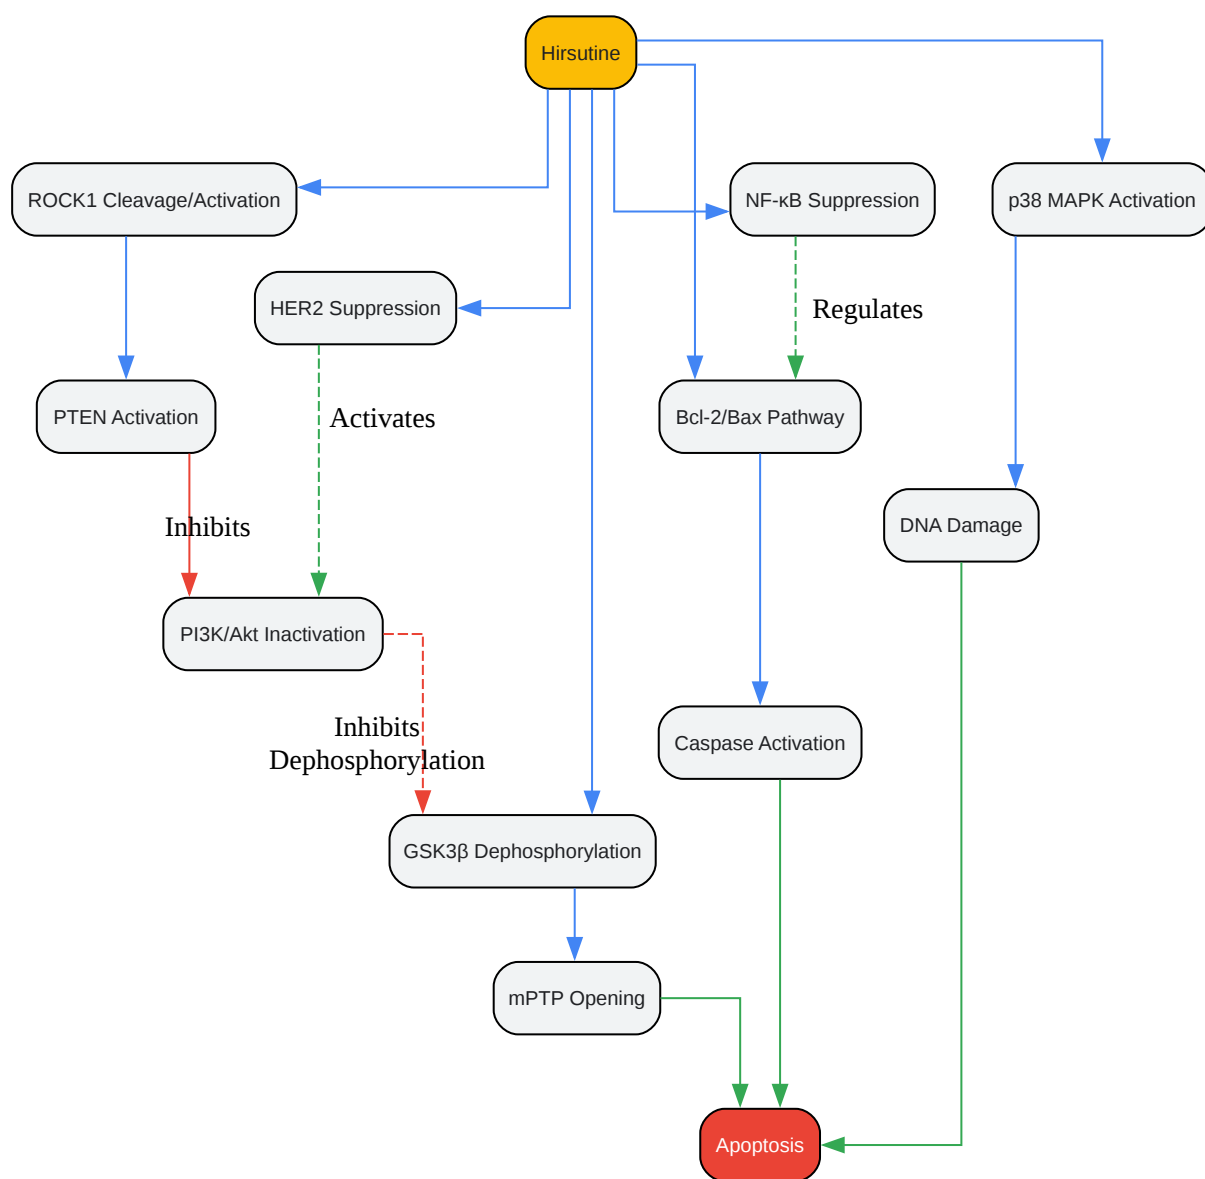 Hirsutine
ROCK1 Cleavage/Activation
NF-κB Suppression
p38 MAPK Activation
HER2 Suppression
Regulates
PTEN Activation
Activates
Bcl-2/Bax Pathway
Inhibits
DNA Damage
PI3K/Akt Inactivation
Inhibits
Dephosphorylation
Caspase Activation
GSK3β Dephosphorylation
mPTP Opening
Apoptosis